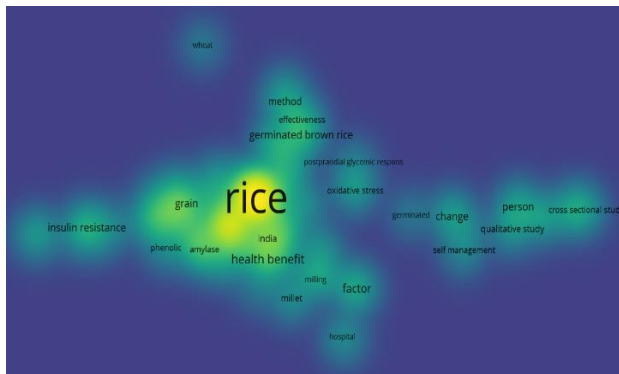 wheat
method
effectiveness
germinated brown rice
postprandial glycemic respons
oxidative stress
rice
grain
person
cross sectional stud
germinated
change
insulin resistance
qualitative study
india
phenolic
amylase
self management
health benefit
milling
factor
millet
hospital